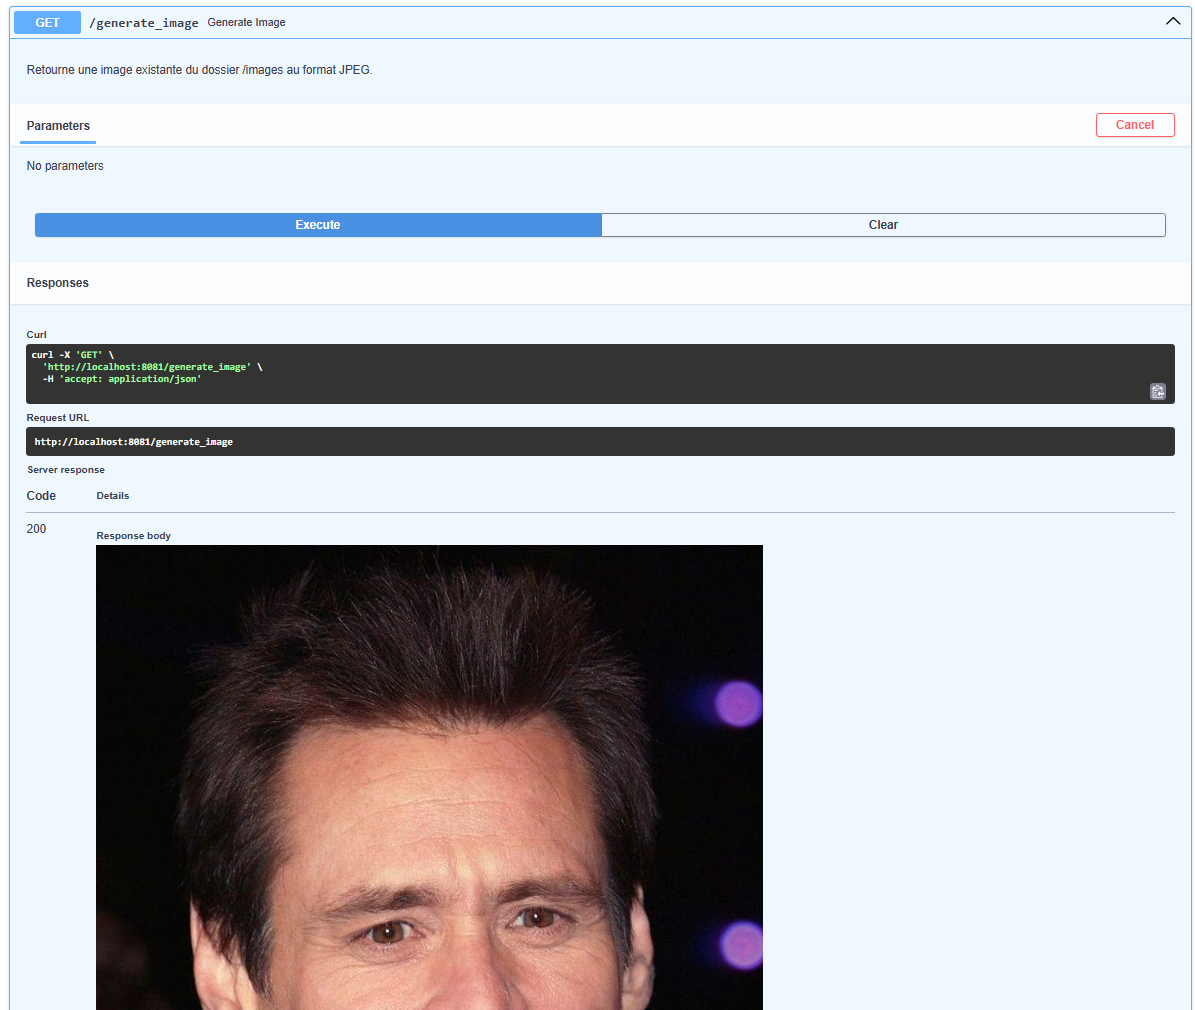 GET /generate_image Generate Image
Retourne une image existante du dossier /images au format JPEG.
Parameters
Cancel
No parameters
Execute
Clear
Responses
Curl
curl -X 'GET' \
'http://localhost:8081/generate_image' \
-H 'accept: application/json'
Request URL
http://localhost:8081/generate_image
Server response
Code Details
200
Response body